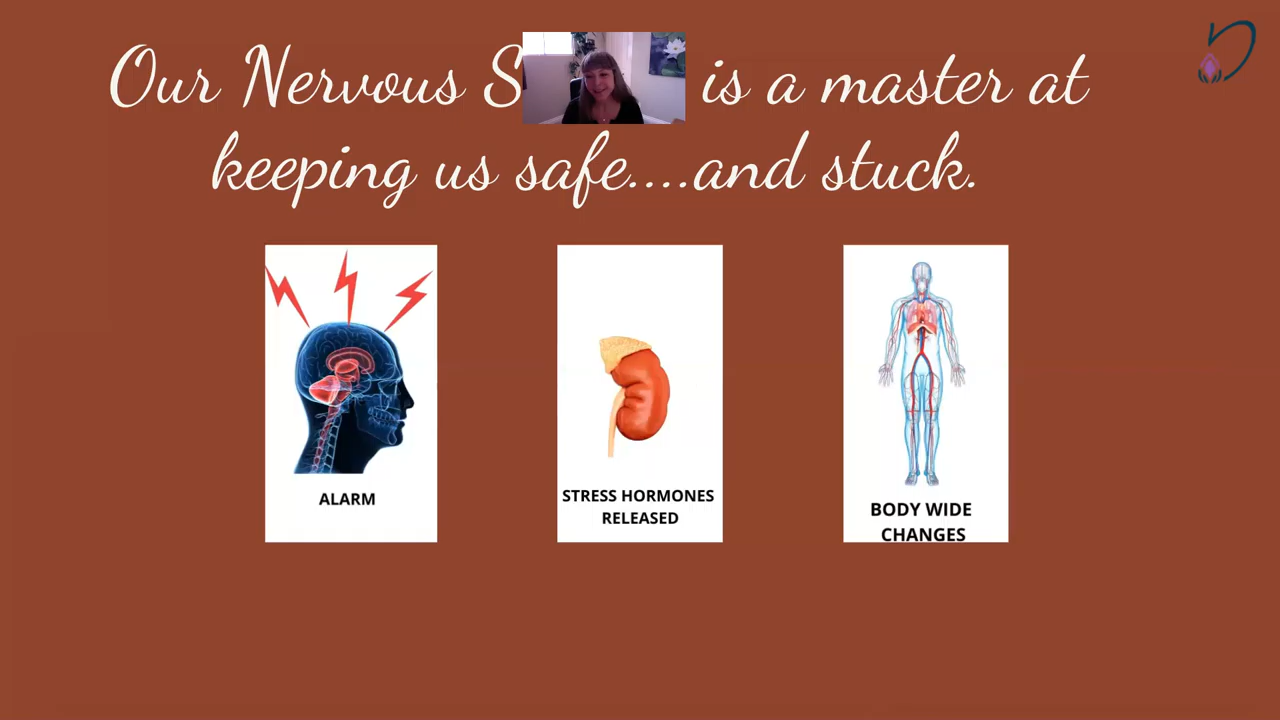 Our Nervous S is a master at
keeping us safe....and stuck.
ALARM
STRESS HORMONES
RELEASED
BODY WIDE
CHANGES